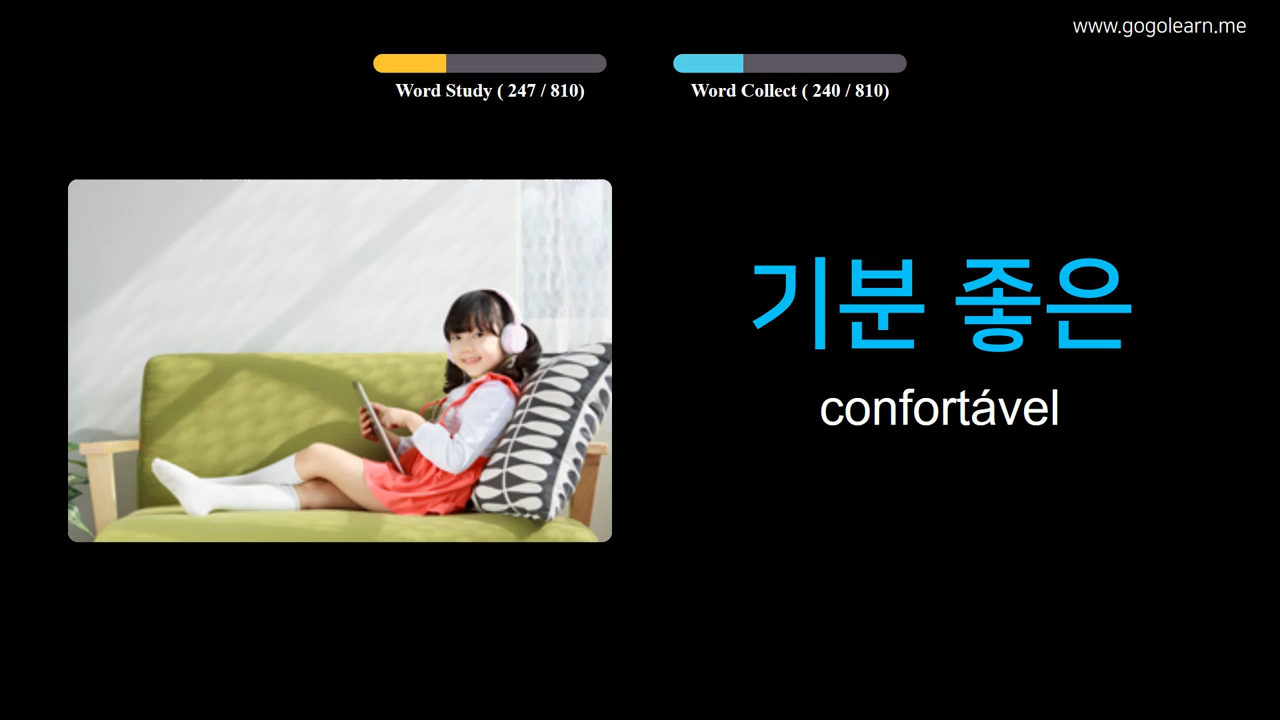 www.gogolearn.me
Word Study ( 247 / 810)
Word Collect ( 240 / 810)
기분 좋은
confortável